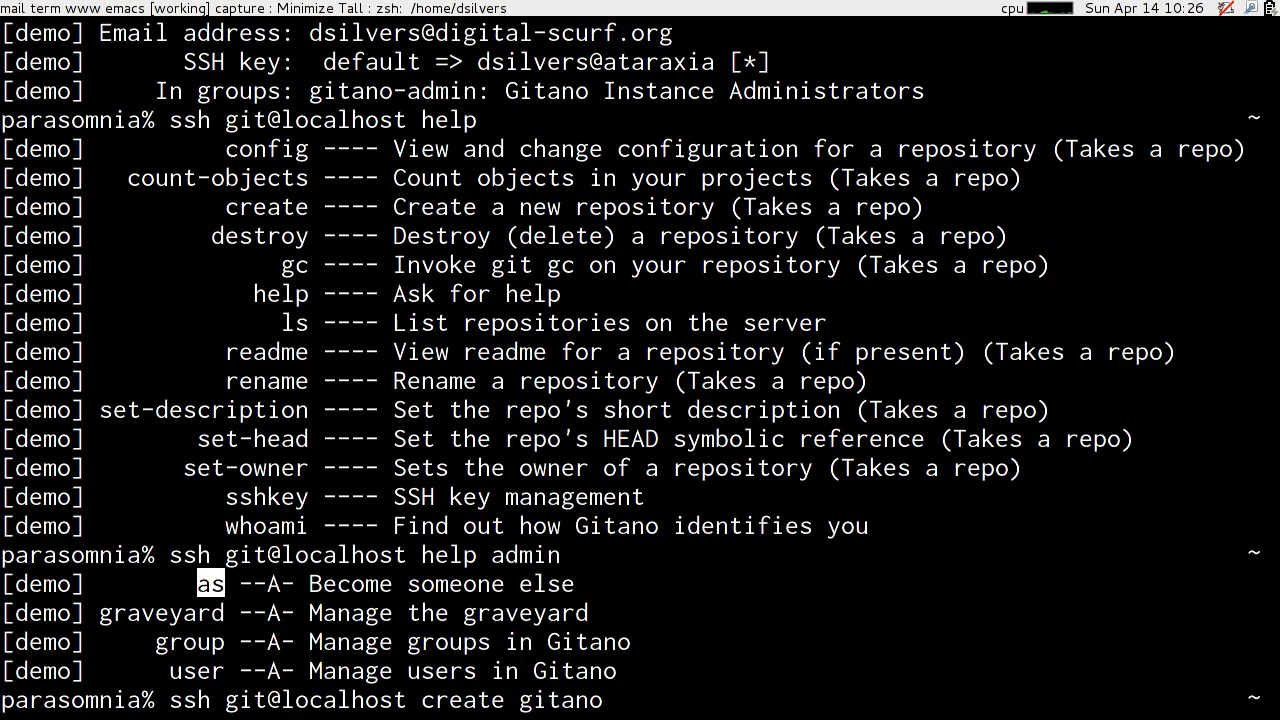 mail term www emacs [working] capture : Minimize Tall : zsh: /home/dsilvers cpu Sun Apr 14 10:26
[demo] Email address: dsilvers@digital-scurf.org
[demo] SSH key: default => dsilvers@ataraxia [*]
[demo] In groups: gitano-admin: Gitano Instance Administrators
parasomnia% ssh git@localhost help ~
[demo] config ---- View and change configuration for a repository (Takes a repo)
[demo] count-objects ---- Count objects in your projects (Takes a repo)
[demo] create ---- Create a new repository (Takes a repo)
[demo] destroy ---- Destroy (delete) a repository (Takes a repo)
[demo] gc ---- Invoke git gc on your repository (Takes a repo)
[demo] help ---- Ask for help
[demo] ls ---- List repositories on the server
[demo] readme ---- View readme for a repository (if present) (Takes a repo)
[demo] rename ---- Rename a repository (Takes a repo)
[demo] set-description ---- Set the repo's short description (Takes a repo)
[demo] set-head ---- Set the repo's HEAD symbolic reference (Takes a repo)
[demo] set-owner ---- Sets the owner of a repository (Takes a repo)
[demo] sshkey ---- SSH key management
[demo] whoami ---- Find out how Gitano identifies you
parasomnia% ssh git@localhost help admin ~
[demo] as --A- Become someone else
[demo] graveyard --A- Manage the graveyard
[demo] group --A- Manage groups in Gitano
[demo] user --A- Manage users in Gitano
parasomnia% ssh git@localhost create gitano ~